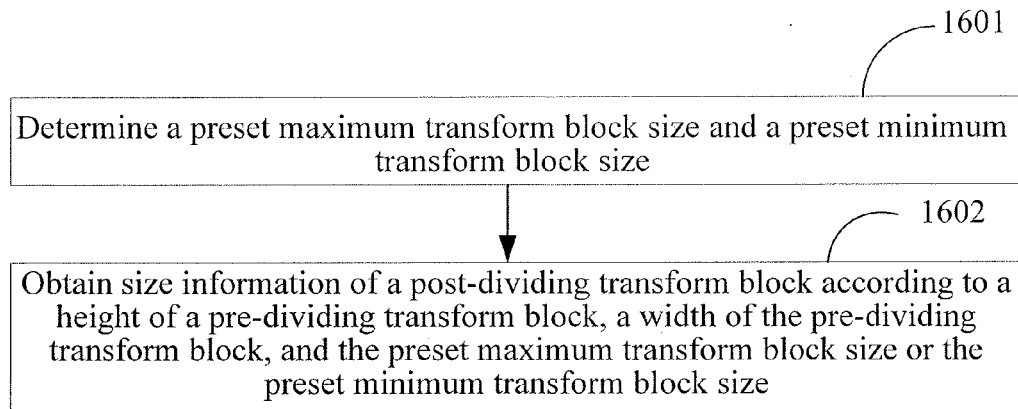 1601
Determine a preset maximum transform block size and a preset minimum
transform block size
1602
Obtain size information of a post-dividing transform block according to a
height of a pre-dividing transform block, a width of the pre-dividing
transform block, and the preset maximum transform block size or the
preset minimum transform block size